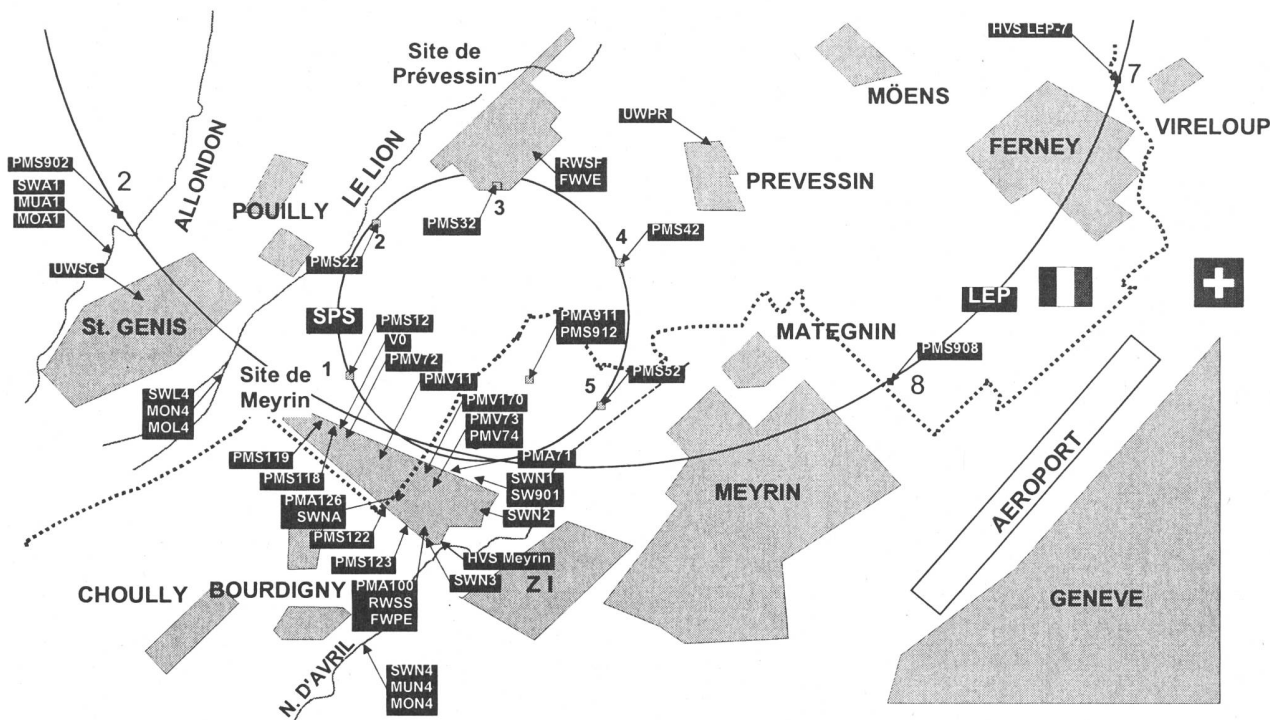 HVS LEP-7
7
Site de
Prévessin
MÖENS
VIRELOUP
FERNEY
UWPR
PREVESSIN
RWSF
FWVE
3
PMS32
ALLONDON
LE LION
PMS902
2
SWA1
MUA1
MOA1
POUILLY
2
PMS22
4
PMS42
UWSG
St. GENIS
SPS
LEP
PMS12
V0
PMV72
PMV11
PMA911
PMS912
MATEGNIN
PMS908
8
1
5
PMS52
Site de
Meyrin
SWL4
MON4
MOL4
PMV170
PMV73
PMV74
PMA71
PMS119
PMS118
PMA126
SWNA
PMS122
PMS123
SWN1
SW901
SWN2
MEYRIN
AEROPORT
HVS Meyrin
SWN3
Z I
CHOULLY
BOURDIGNY
PMA100
RWSS
FWPE
GENEVE
N. D'AVRIL
SWN4
MUN4
MON4